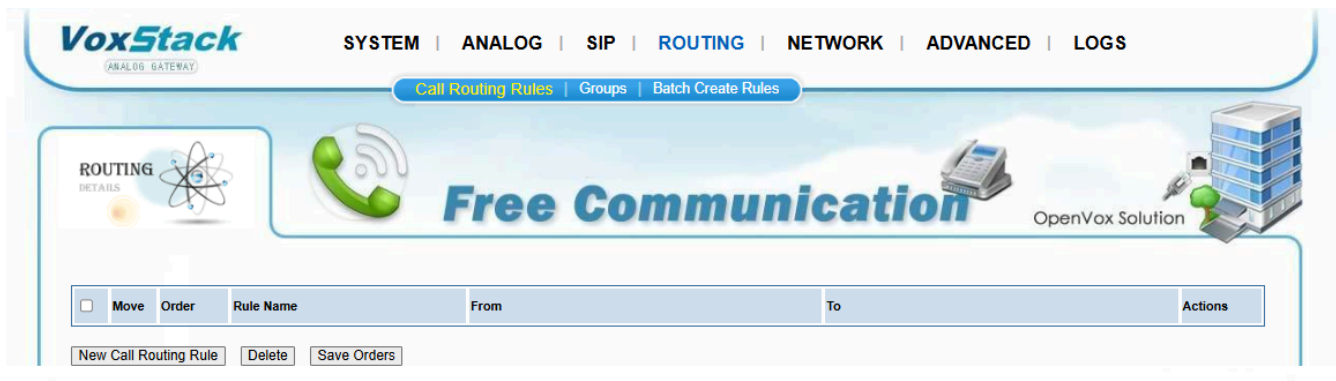 VoxStack
ANALOG GATEWAY
SYSTEM | ANALOG | SIP | ROUTING | NETWORK | ADVANCED | LOGS
Call Routing Rules | Groups | Batch Create Rules
ROUTING
DETAILS
Free Communication
OpenVox Solution
Move Order Rule Name From To Actions
New Call Routing Rule Delete Save Orders